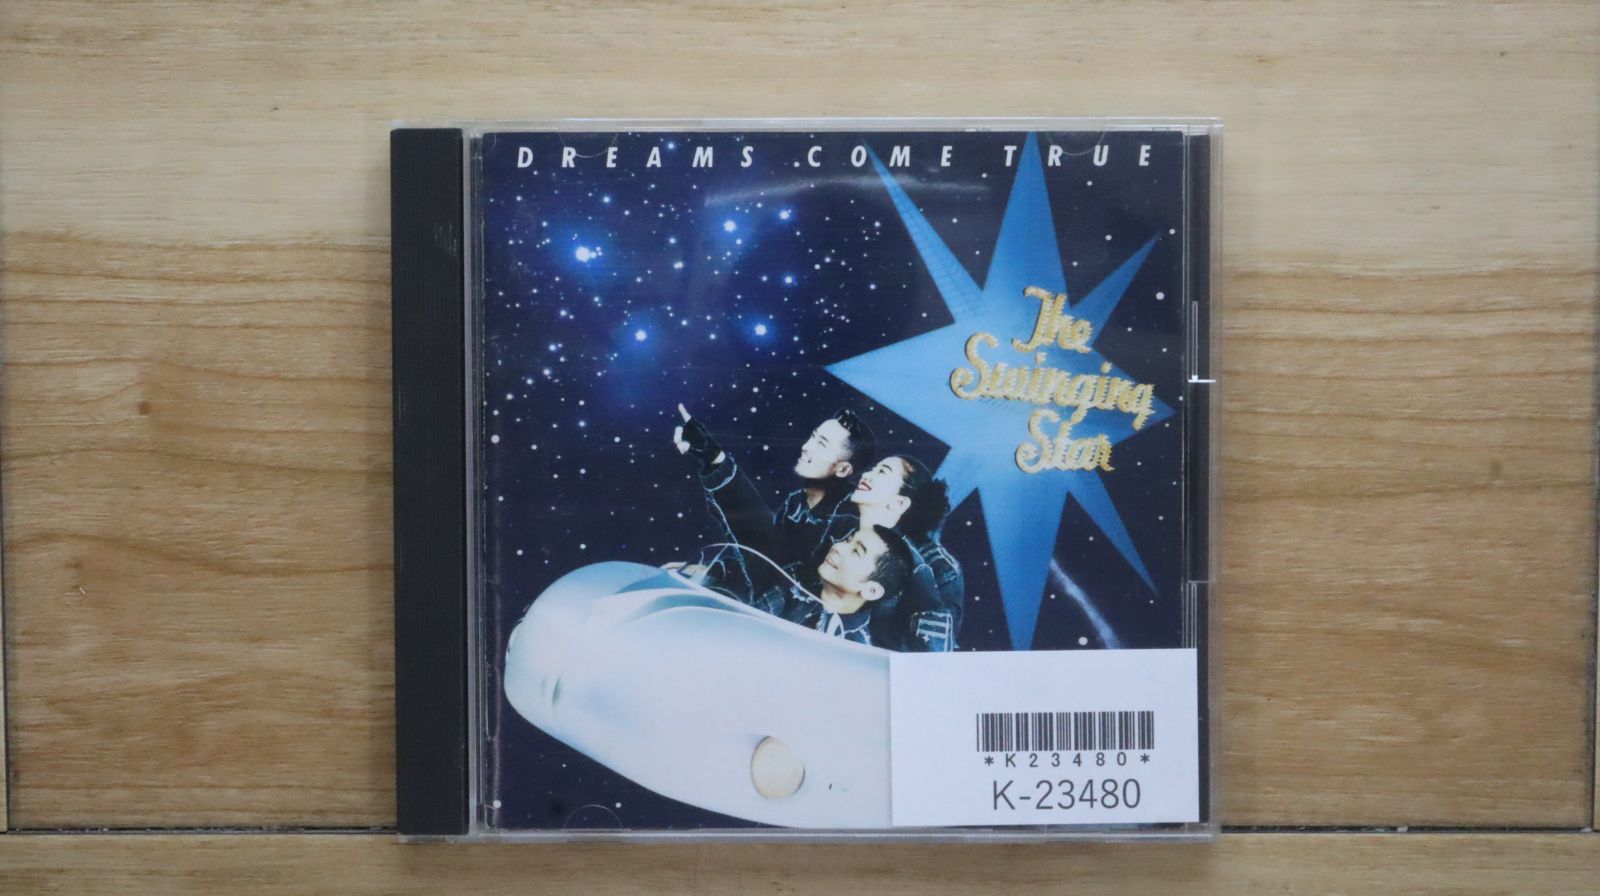 DREAMS COME TRUE
The
Swinging
Star
*K23480*
K-23480